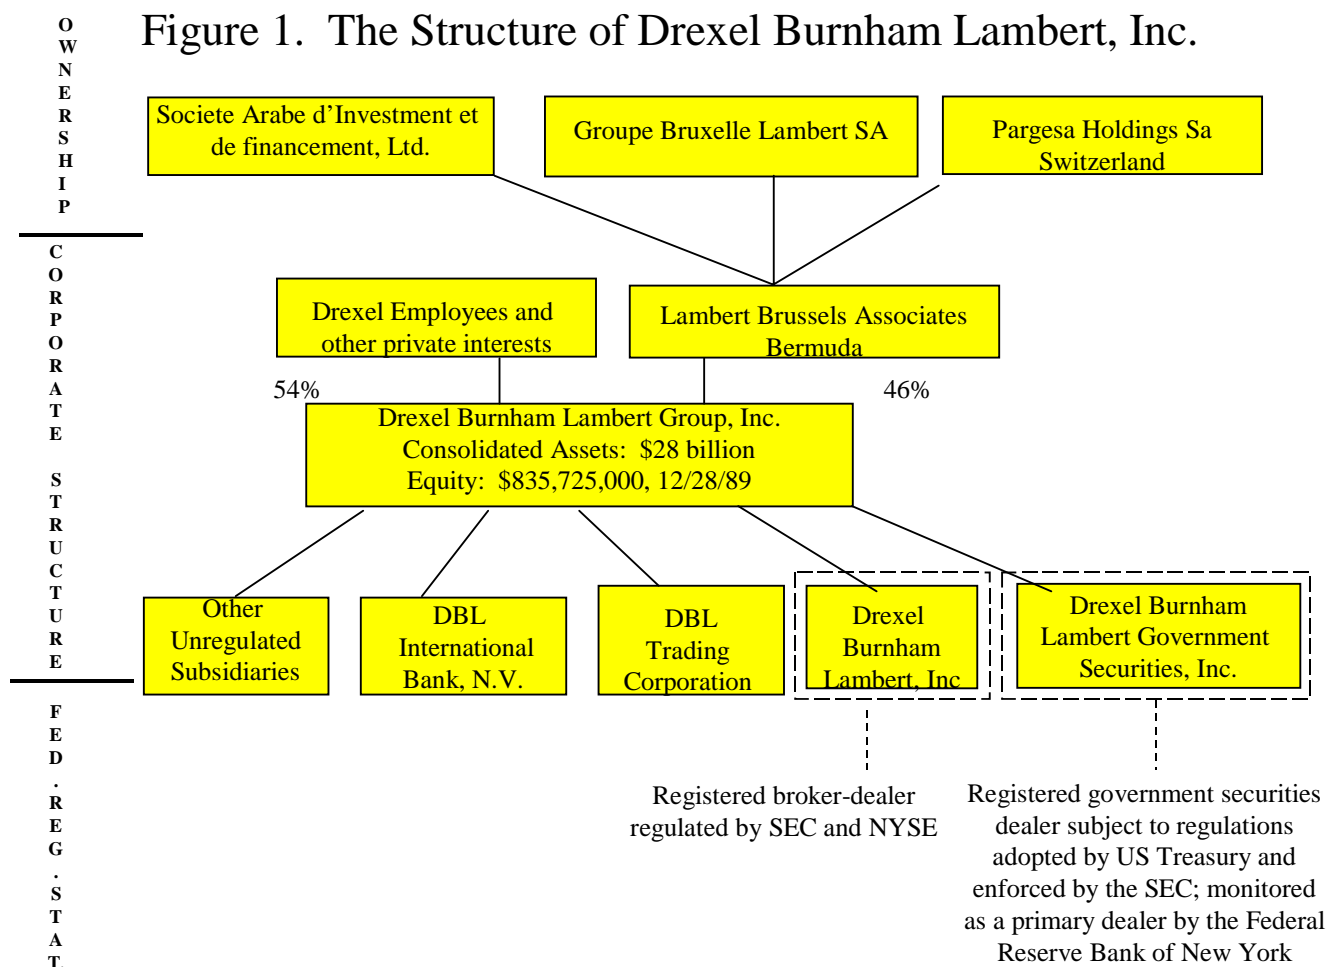 Figure 1. The Structure of Drexel Burnham Lambert, Inc.
OWNERSHIP
Societe Arabe d'Investment et
de financement, Ltd.
Groupe Bruxelle Lambert SA
Pargesa Holdings Sa
Switzerland
CORPORATE STRUCTURE
Drexel Employees and
other private interests
Lambert Brussels Associates
Bermuda
54%
46%
Drexel Burnham Lambert Group, Inc.
Consolidated Assets: $28 billion
Equity: $835,725,000, 12/28/89
Other
Unregulated
Subsidiaries
DBL
International
Bank, N.V.
DBL
Trading
Corporation
Drexel
Burnham
Lambert, Inc
Drexel Burnham
Lambert Government
Securities, Inc.
FED.REG.STAT.
Registered broker-dealer
regulated by SEC and NYSE
Registered government securities
dealer subject to regulations
adopted by US Treasury and
enforced by the SEC; monitored
as a primary dealer by the Federal
Reserve Bank of New York